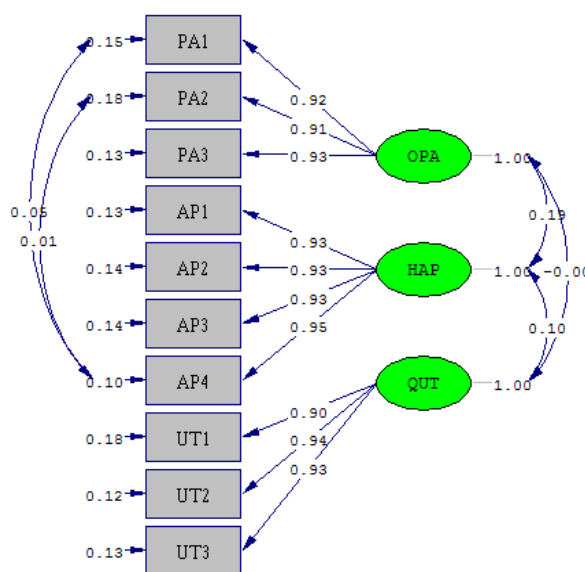 0.15 PA1
0.18 PA2 0.92
0.91
0.13 PA3 0.93 OPA 1.00
0.13 AP1
0.05 0.19
0.01 0.93
0.14 AP2 0.93 HAP 1.00 -0.00
0.93
0.14 AP3
0.95 0.10
0.10 AP4 QUT 1.00
0.90
0.18 UT1 0.94
0.93
0.12 UT2
0.13 UT3